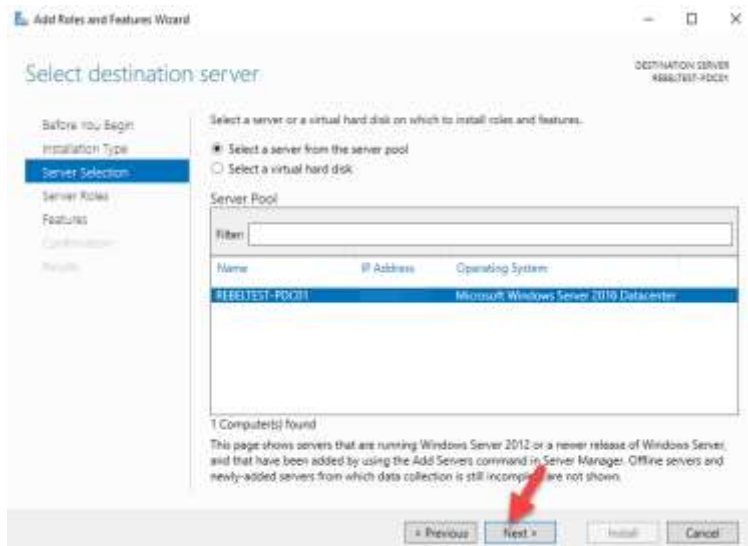 Add Roles and Features Wizard
Select destination server
DESTINATION SERVER
REBELTEST-PDC01
Before You Begin
Installation Type
Server Selection
Server Roles
Features
Confirmation
Results
Select a server or a virtual hard disk on which to install roles and features.
Select a server from the server pool
Select a virtual hard disk
Server Pool
Filter:
Name IP Address Operating System
REBELTEST-PDC01 Microsoft Windows Server 2016 Datacenter
1 Computer(s) found
This page shows servers that are running Windows Server 2012 or a newer release of Windows Server,
and that have been added by using the Add Servers command in Server Manager. Offline servers and
newly-added servers from which data collection is still incomplete are not shown.
< Previous Next > Install Cancel